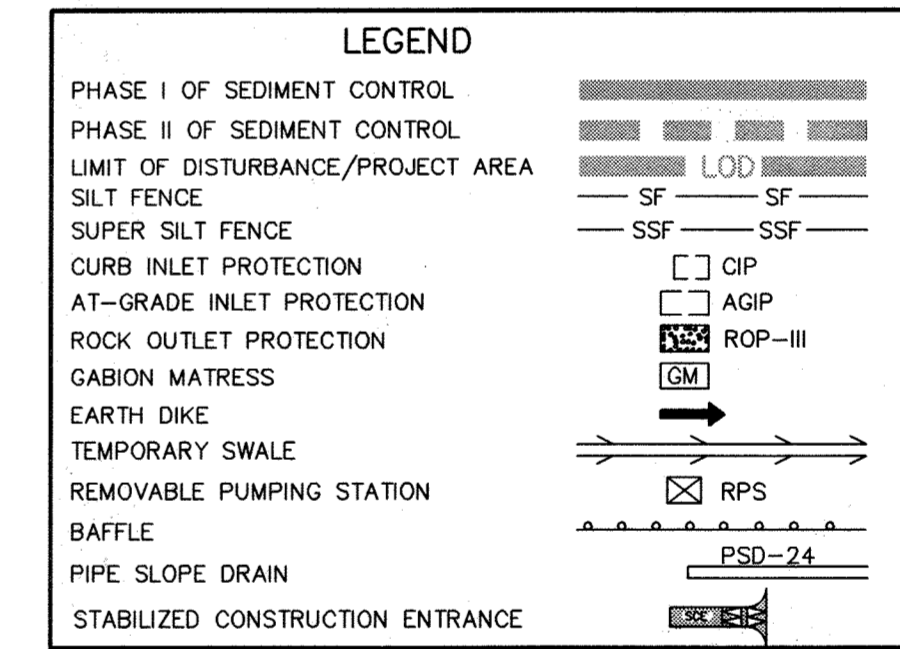 LEGEND
PHASE I OF SEDIMENT CONTROL
PHASE II OF SEDIMENT CONTROL
LIMIT OF DISTURBANCE/PROJECT AREA LOD
SILT FENCE SF SF
SUPER SILT FENCE SSF SSF
CURB INLET PROTECTION CIP
AT-GRADE INLET PROTECTION AGIP
ROCK OUTLET PROTECTION ROP-III
GABION MATRESS GM
EARTH DIKE
TEMPORARY SWALE
REMOVABLE PUMPING STATION RPS
BAFFLE
PIPE SLOPE DRAIN PSD-24
STABILIZED CONSTRUCTION ENTRANCE SCE